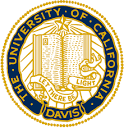 THE UNIVERSITY OF CALIFORNIA
LET
THERE BE
LIGHT
DAVIS